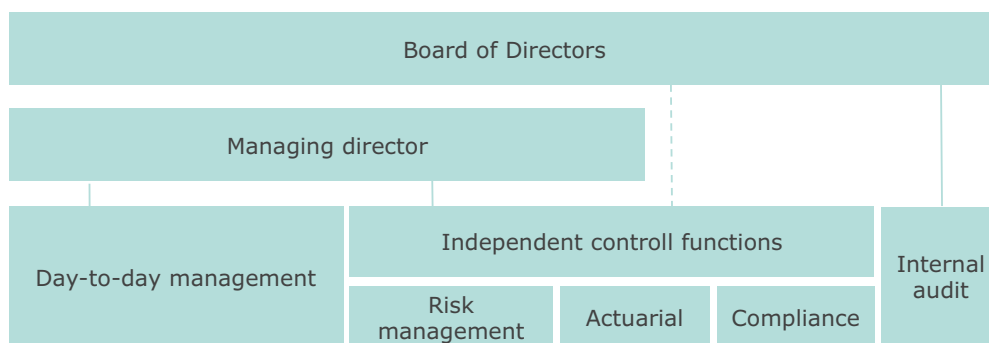 Board of Directors
Managing director
Day-to-day management
Independent controll functions
Internal
audit
Risk
management
Actuarial
Compliance